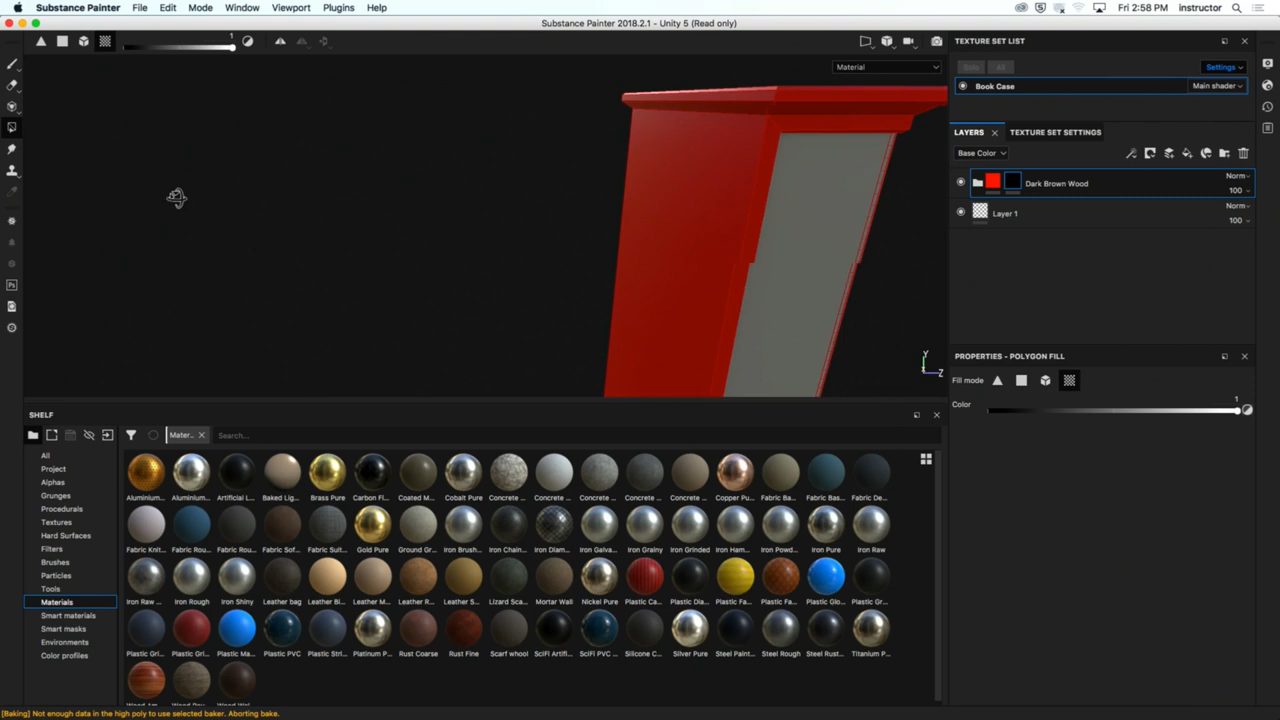 Substance Painter File Edit Mode Window Viewport Plugins Help Fri 2:58 PM instructor
Substance Painter 2018.2.1 - Unity 5 (Read only)
1
Material
TEXTURE SET LIST
Solo All Settings
Book Case Main shader
LAYERS TEXTURE SET SETTINGS
Base Color
Dark Brown Wood Norm
100
Layer 1 Norm
100
Y
Z
PROPERTIES - POLYGON FILL
Fill mode
Color 1
SHELF
Mater... Search...
All
Project
Alphas
Grunges
Procedurals
Textures
Hard Surfaces
Filters
Brushes
Particles
Tools
Materials
Smart materials
Smart masks
Environments
Color profiles
Aluminium... Aluminium... Artificial L... Baked Lig... Brass Pure Carbon Fi... Coated M... Cobalt Pure Concrete ... Concrete ... Concrete ... Concrete ... Concrete ... Copper Pu... Fabric Ba... Fabric Bas... Fabric De...
Fabric Knit... Fabric Rou... Fabric Rou... Fabric Sof... Fabric Suit... Gold Pure Ground Gr... Iron Brush... Iron Chain... Iron Diam... Iron Galva... Iron Grainy Iron Grinded Iron Ham... Iron Powd... Iron Pure Iron Raw
Iron Raw ... Iron Rough Iron Shiny Leather bag Leather Bi... Leather M... Leather R... Leather S... Lizard Sca... Mortar Wall Nickel Pure Plastic Ca... Plastic Dia... Plastic Fa... Plastic Fa... Plastic Glo... Plastic Gr...
Plastic Gri... Plastic Gri... Plastic Ma... Plastic PVC Plastic Stri... Platinum P... Rust Coarse Rust Fine Scarf whool SciFi Artifi... SciFi PVC ... Silicone C... Silver Pure Steel Paint... Steel Rough Steel Rust... Titanium P...
[Baking] Not enough data in the high poly to use selected baker. Aborting bake.